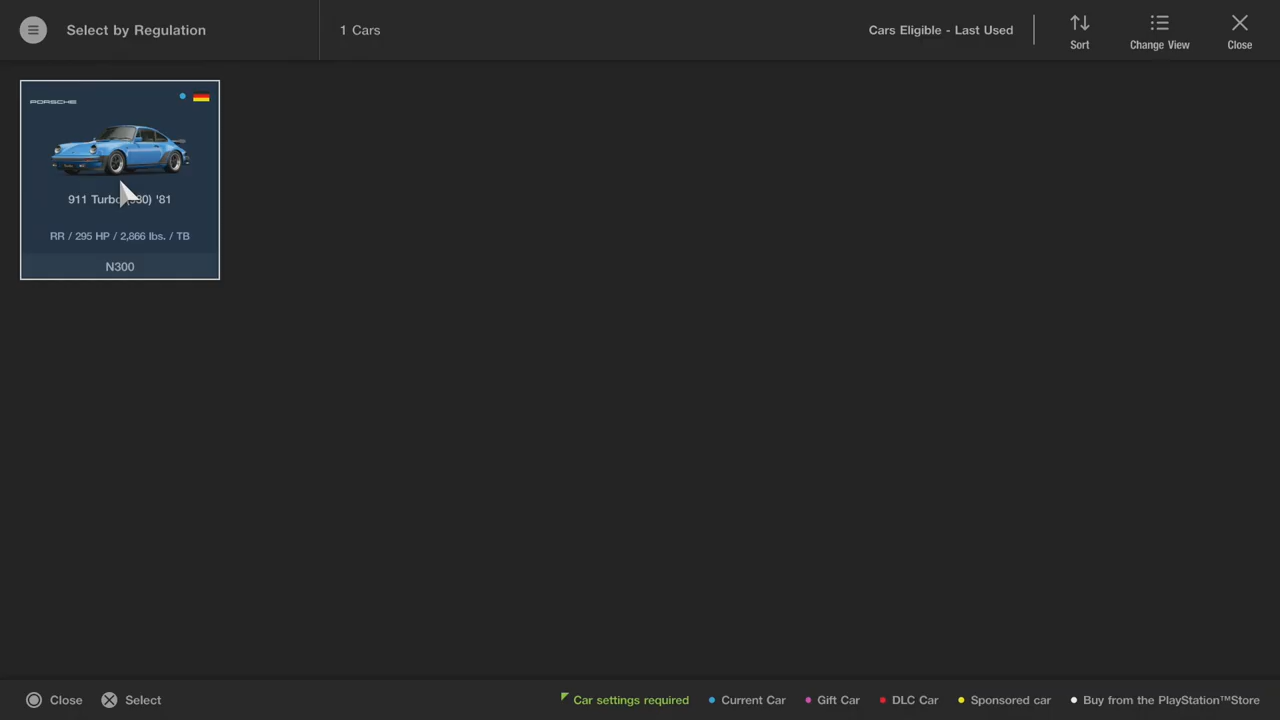 Select by Regulation
1 Cars
Cars Eligible - Last Used
Sort
Change View
Close
PORSCHE
911 Turbo (930) '81
RR / 295 HP / 2,866 lbs. / TB
N300
Close
Select
Car settings required
Current Car
Gift Car
DLC Car
Sponsored car
Buy from the PlayStation™Store